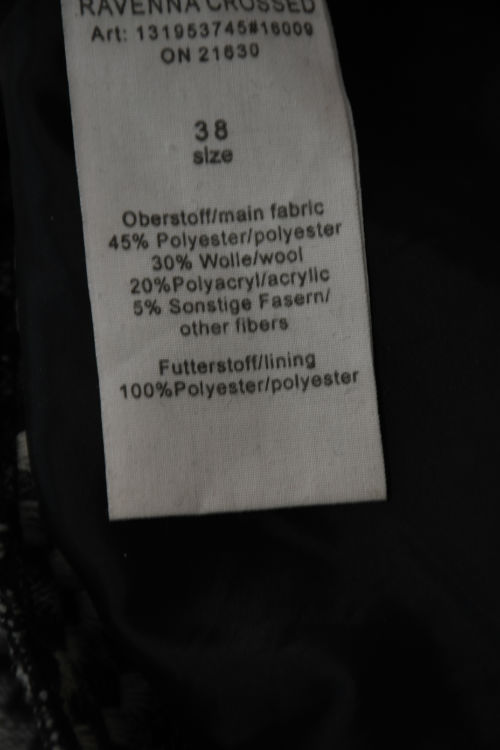 RAVENNA CROSSED
Art: 131953745#16009
ON 21630
38
size
Oberstoff/main fabric
45% Polyester/polyester
30% Wolle/wool
20%Polyacryl/acrylic
5% Sonstige Fasern/
other fibers
Futterstoff/lining
100%Polyester/polyester